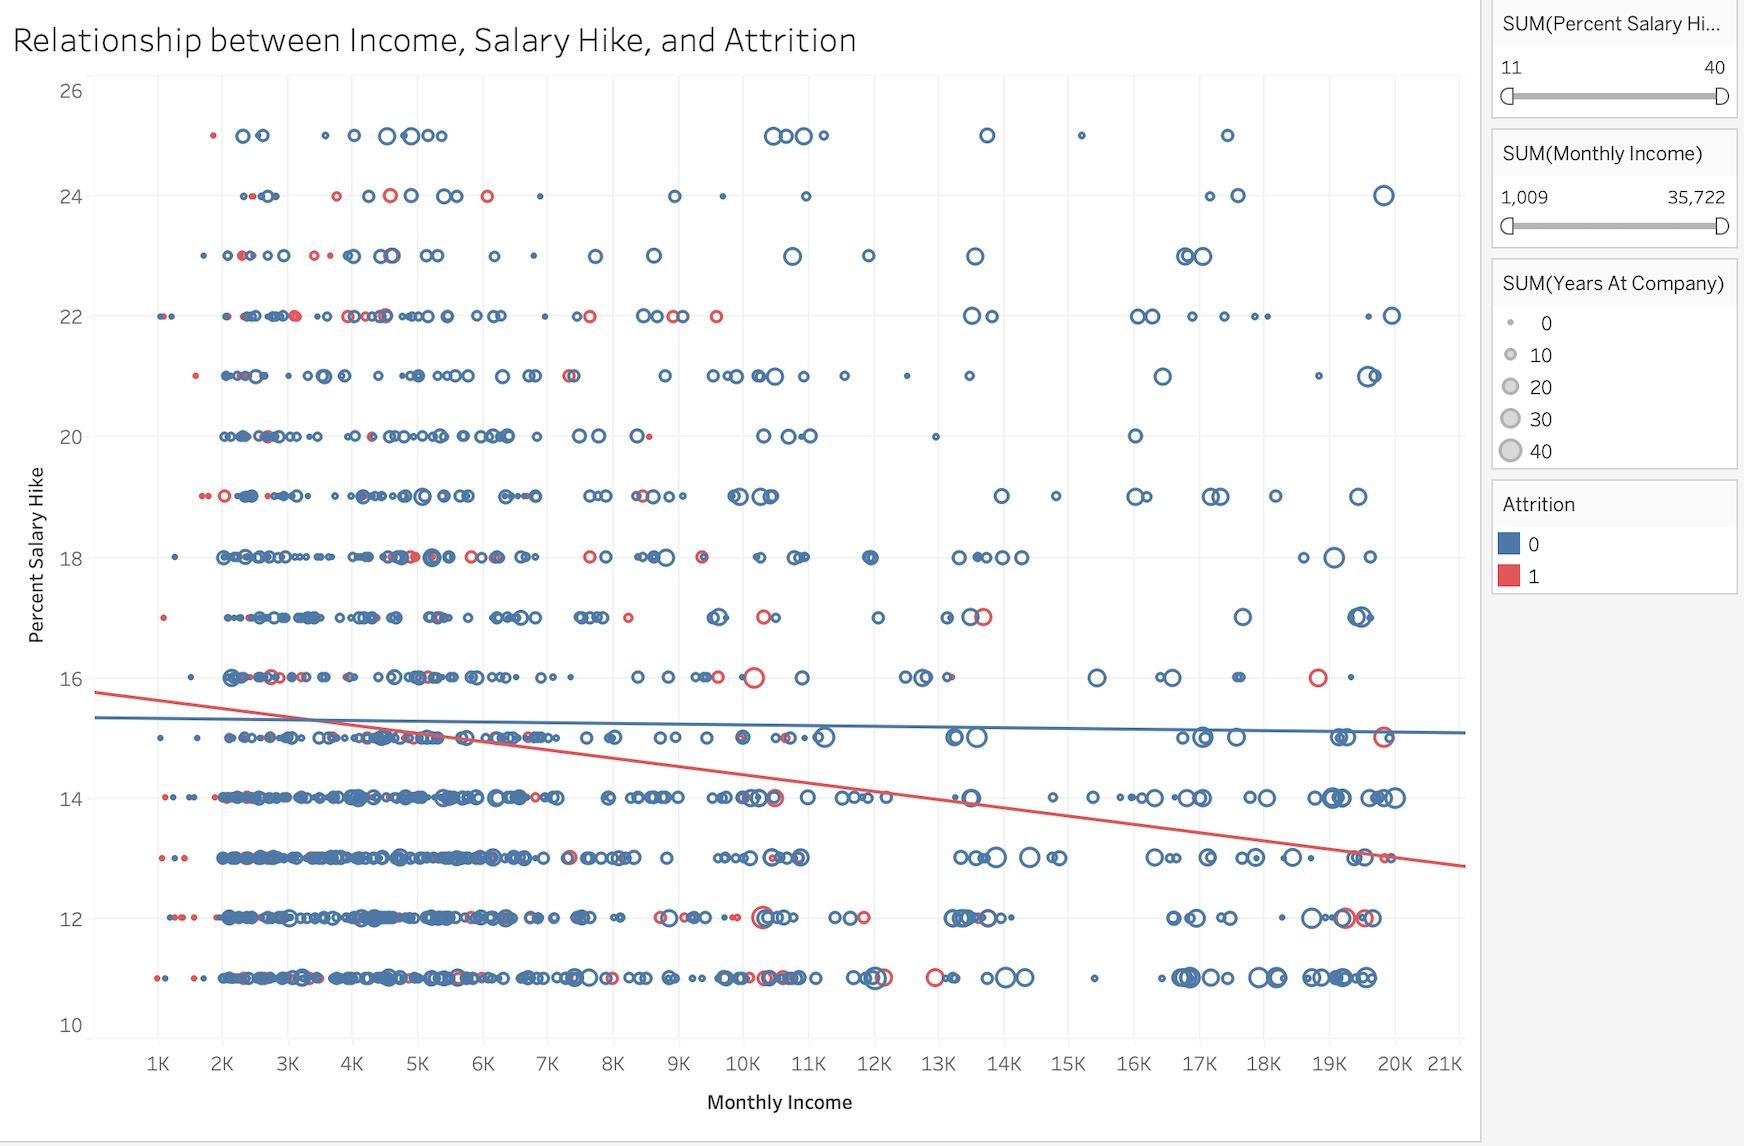 Relationship between Income, Salary Hike, and Attrition
26
24
22
20
18
16
14
12
10
Percent Salary Hike
1K 2K 3K 4K 5K 6K 7K 8K 9K 10K 11K 12K 13K 14K 15K 16K 17K 18K 19K 20K 21K
Monthly Income
SUM(Percent Salary Hi...
11 40
SUM(Monthly Income)
1,009 35,722
SUM(Years At Company)
0
10
20
30
40
Attrition
0
1